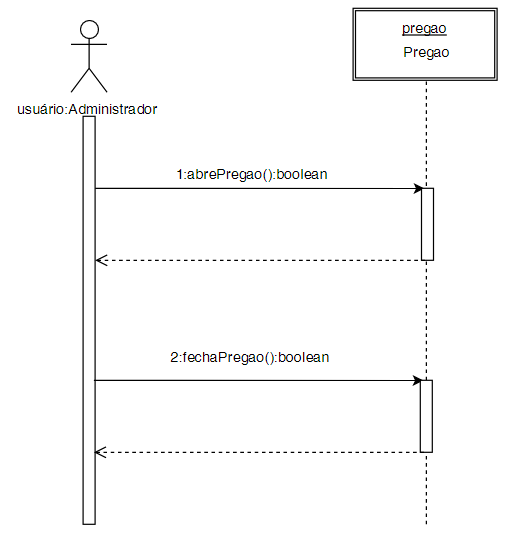 pregao
Pregao
usuário:Administrador
1:abrePregao():boolean
2:fechaPregao():boolean